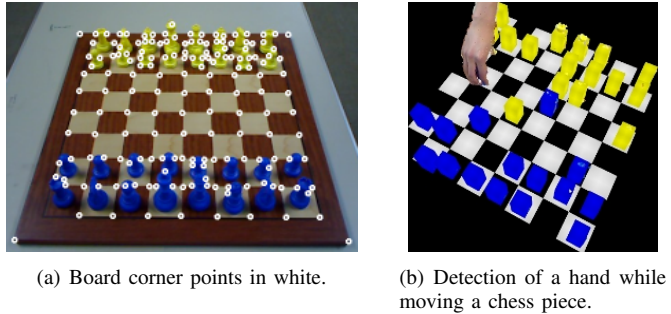 (a) Board corner points in white.
(b) Detection of a hand while
moving a chess piece.